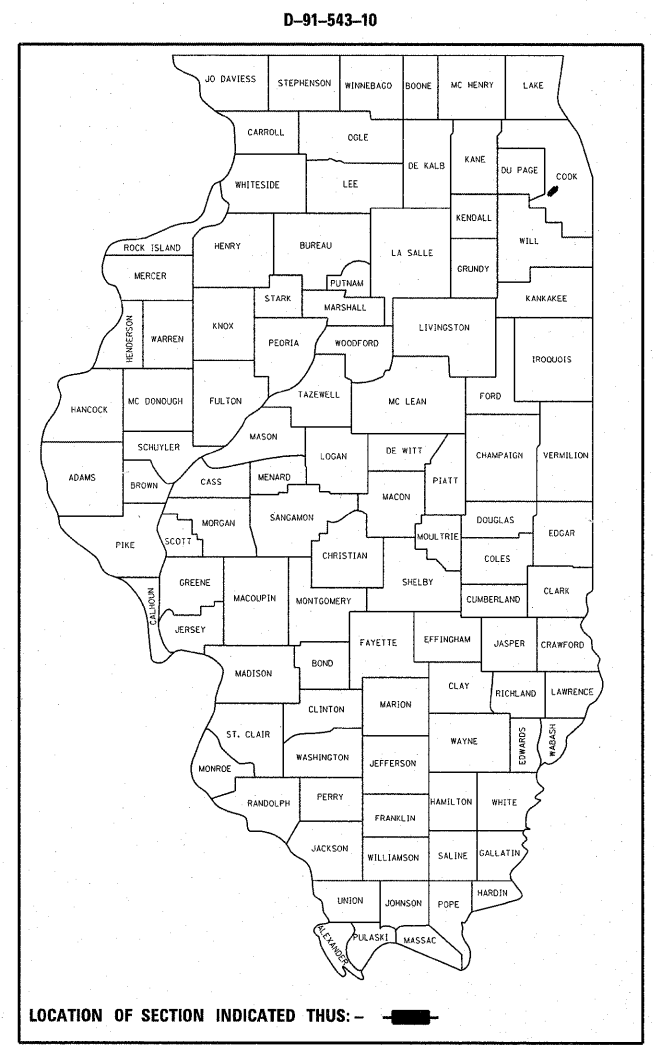 D-91-543-10
JO DAVIESS
STEPHENSON
WINNEBAGO
BOONE
MC HENRY
LAKE
CARROLL
OGLE
DE KALB
KANE
DU PAGE
COOK
WHITESIDE
LEE
KENDALL
WILL
ROCK ISLAND
HENRY
BUREAU
LA SALLE
GRUNDY
MERCER
PUTNAM
STARK
MARSHALL
KANKAKEE
HENDERSON
WARREN
KNOX
PEORIA
WOODFORD
LIVINGSTON
IROQUOIS
HANCOCK
MC DONOUGH
FULTON
TAZEWELL
MC LEAN
FORD
MASON
SCHUYLER
LOGAN
DE WITT
CHAMPAIGN
VERMILION
ADAMS
BROWN
CASS
MENARD
PIATT
MACON
MORGAN
SANGAMON
DOUGLAS
EDGAR
PIKE
SCOTT
CHRISTIAN
MOULTRIE
COLES
GREENE
SHELBY
CALHOUN
MACOUPIN
MONTGOMERY
CUMBERLAND
CLARK
JERSEY
FAYETTE
EFFINGHAM
JASPER
CRAWFORD
MADISON
BOND
CLAY
RICHLAND
LAWRENCE
CLINTON
MARION
ST. CLAIR
WASHINGTON
WAYNE
EDWARDS
WABASH
MONROE
JEFFERSON
RANDOLPH
PERRY
HAMILTON
WHITE
FRANKLIN
JACKSON
WILLIAMSON
SALINE
GALLATIN
UNION
JOHNSON
POPE
HARDIN
ALEXANDER
PULASKI
MASSAC
LOCATION OF SECTION INDICATED THUS: -